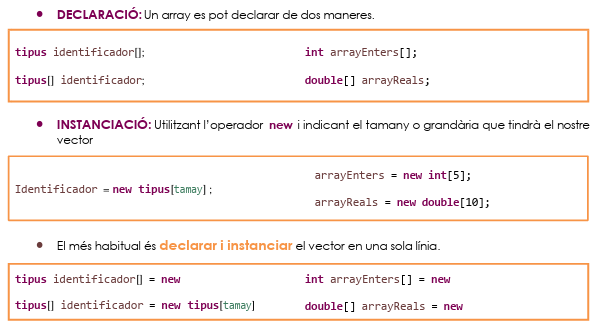 • DECLARACIÓ: Un array es pot declarar de dos maneres.
tipus identificador[]; int arrayEnters[];
tipus[] identificador; double[] arrayReals;
• INSTANCIACIÓ: Utilitzant l'operador new i indicant el tamany o grandària que tindrà el nostre
vector
arrayEnters = new int[5];
Identificador = new tipus[tamay];
arrayReals = new double[10];
• El més habitual és declarar i instanciar el vector en una sola línia.
tipus identificador[] = new int arrayEnters[] = new
tipus[] identificador = new tipus[tamay] double[] arrayReals = new